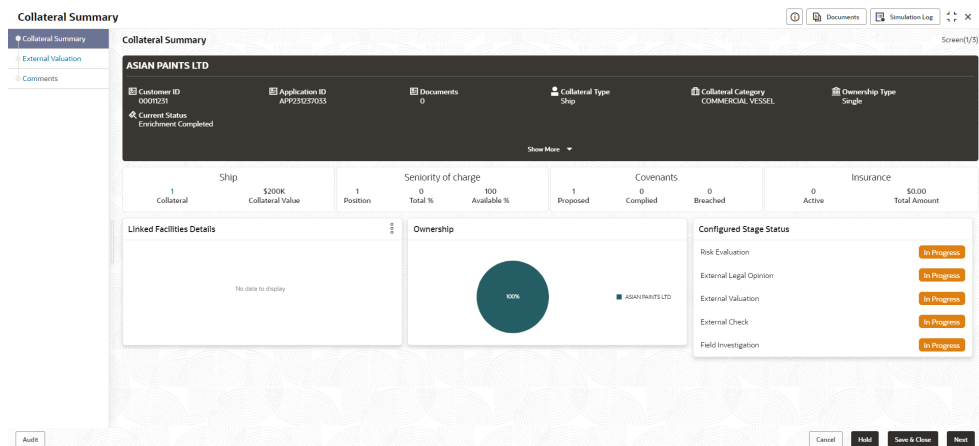 Collateral Summary
Documents
Simulation Log
Collateral Summary
External Valuation
Comments
Collateral Summary
Screen(1/3)
ASIAN PAINTS LTD
Customer ID
00011231
Application ID
APP231237033
Documents
0
Collateral Type
Ship
Collateral Category
COMMERCIAL VESSEL
Ownership Type
Single
Current Status
Enrichment Completed
Show More
Ship
1
Collateral
$200K
Collateral Value
Seniority of charge
1
Position
0
Total %
100
Available %
Covenants
1
Proposed
0
Complied
0
Breached
Insurance
0
Active
$0.00
Total Amount
Linked Facilities Details
No data to display
Ownership
100%
ASIAN PAINTS LTD
Configured Stage Status
Risk Evaluation In Progress
External Legal Opinion In Progress
External Valuation In Progress
External Check In Progress
Field Investigation In Progress
Audit
Cancel
Hold
Save & Close
Next